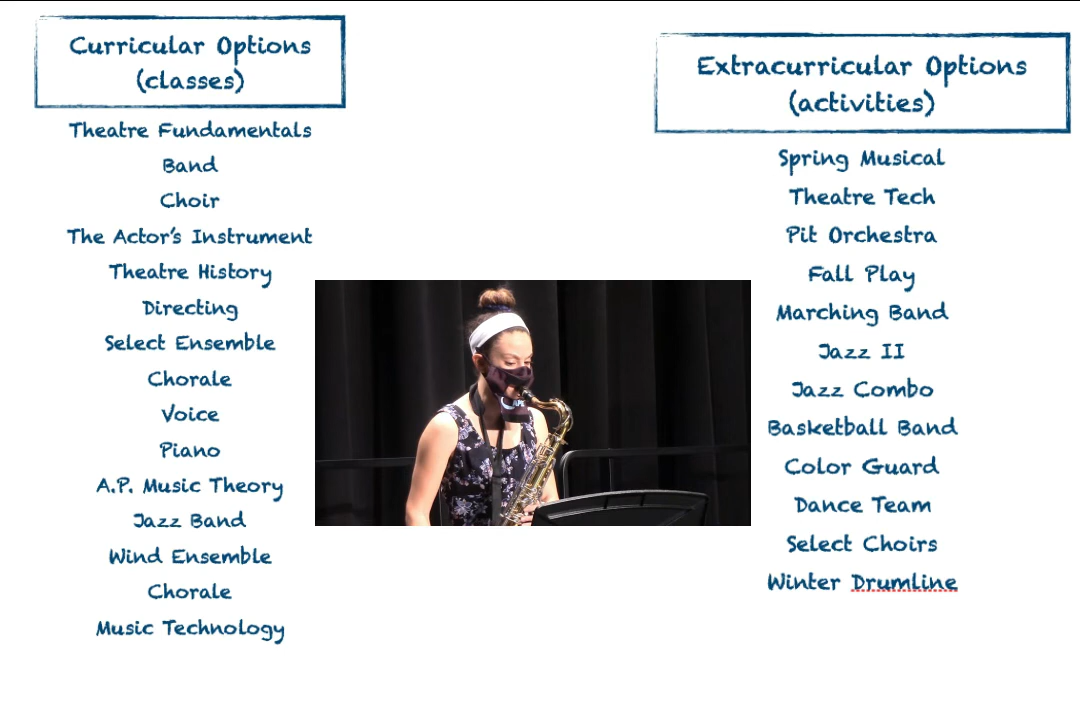 Curricular Options
(classes)
Theatre Fundamentals
Band
Choir
The Actor's Instrument
Theatre History
Directing
Select Ensemble
Chorale
Voice
Piano
A.P. Music Theory
Jazz Band
Wind Ensemble
Chorale
Music Technology
Extracurricular Options
(activities)
Spring Musical
Theatre Tech
Pit Orchestra
Fall Play
Marching Band
Jazz II
Jazz Combo
Basketball Band
Color Guard
Dance Team
Select Choirs
Winter Drumline